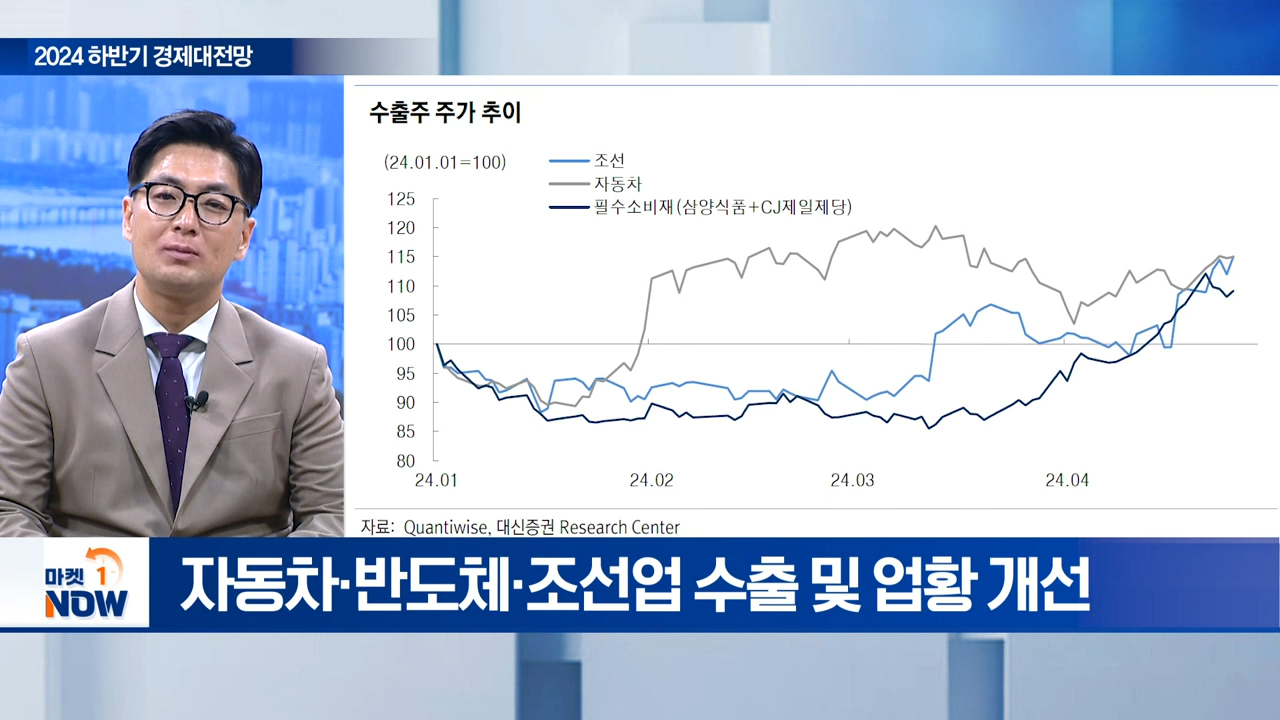 2024 하반기 경제대전망
수출주 주가 추이
(24.01.01=100)
조선
자동차
필수소비재(삼양식품+CJ제일제당)
125
120
115
110
105
100
95
90
85
80
24.01 24.02 24.03 24.04
자료: Quantiwise, 대신증권 Research Center
마켓 1
NOW
자동차·반도체·조선업 수출 및 업황 개선